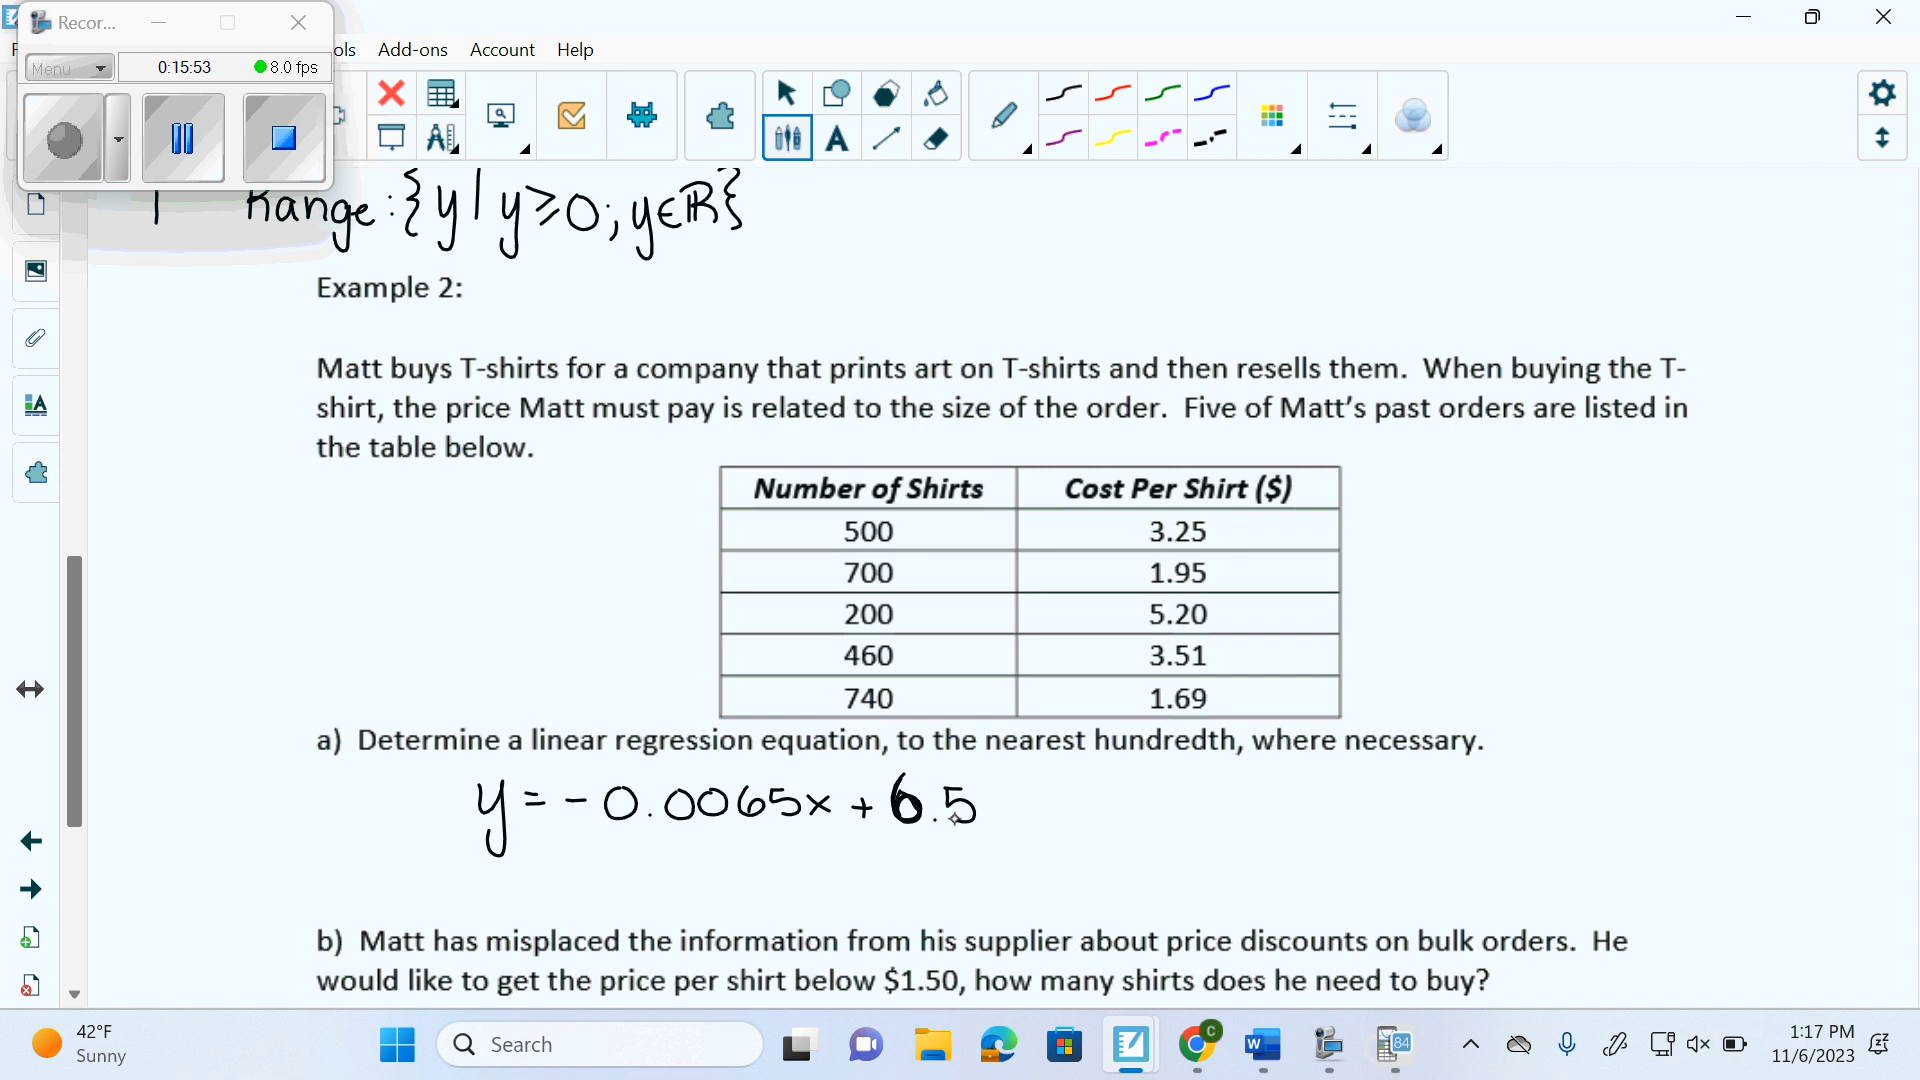 Recor...
Menu
0:15:53
8.0 fps
ols Add-ons Account Help
Range:{y|y≥0;y∈ℝ}
Example 2:
Matt buys T-shirts for a company that prints art on T-shirts and then resells them. When buying the T-
shirt, the price Matt must pay is related to the size of the order. Five of Matt's past orders are listed in
the table below.
Number of Shirts Cost Per Shirt ($)
500 3.25
700 1.95
200 5.20
460 3.51
740 1.69
a) Determine a linear regression equation, to the nearest hundredth, where necessary.
y = - 0.0065x + 6.5
b) Matt has misplaced the information from his supplier about price discounts on bulk orders. He
would like to get the price per shirt below $1.50, how many shirts does he need to buy?
42°F
Sunny
Search
C
84
1:17 PM
11/6/2023